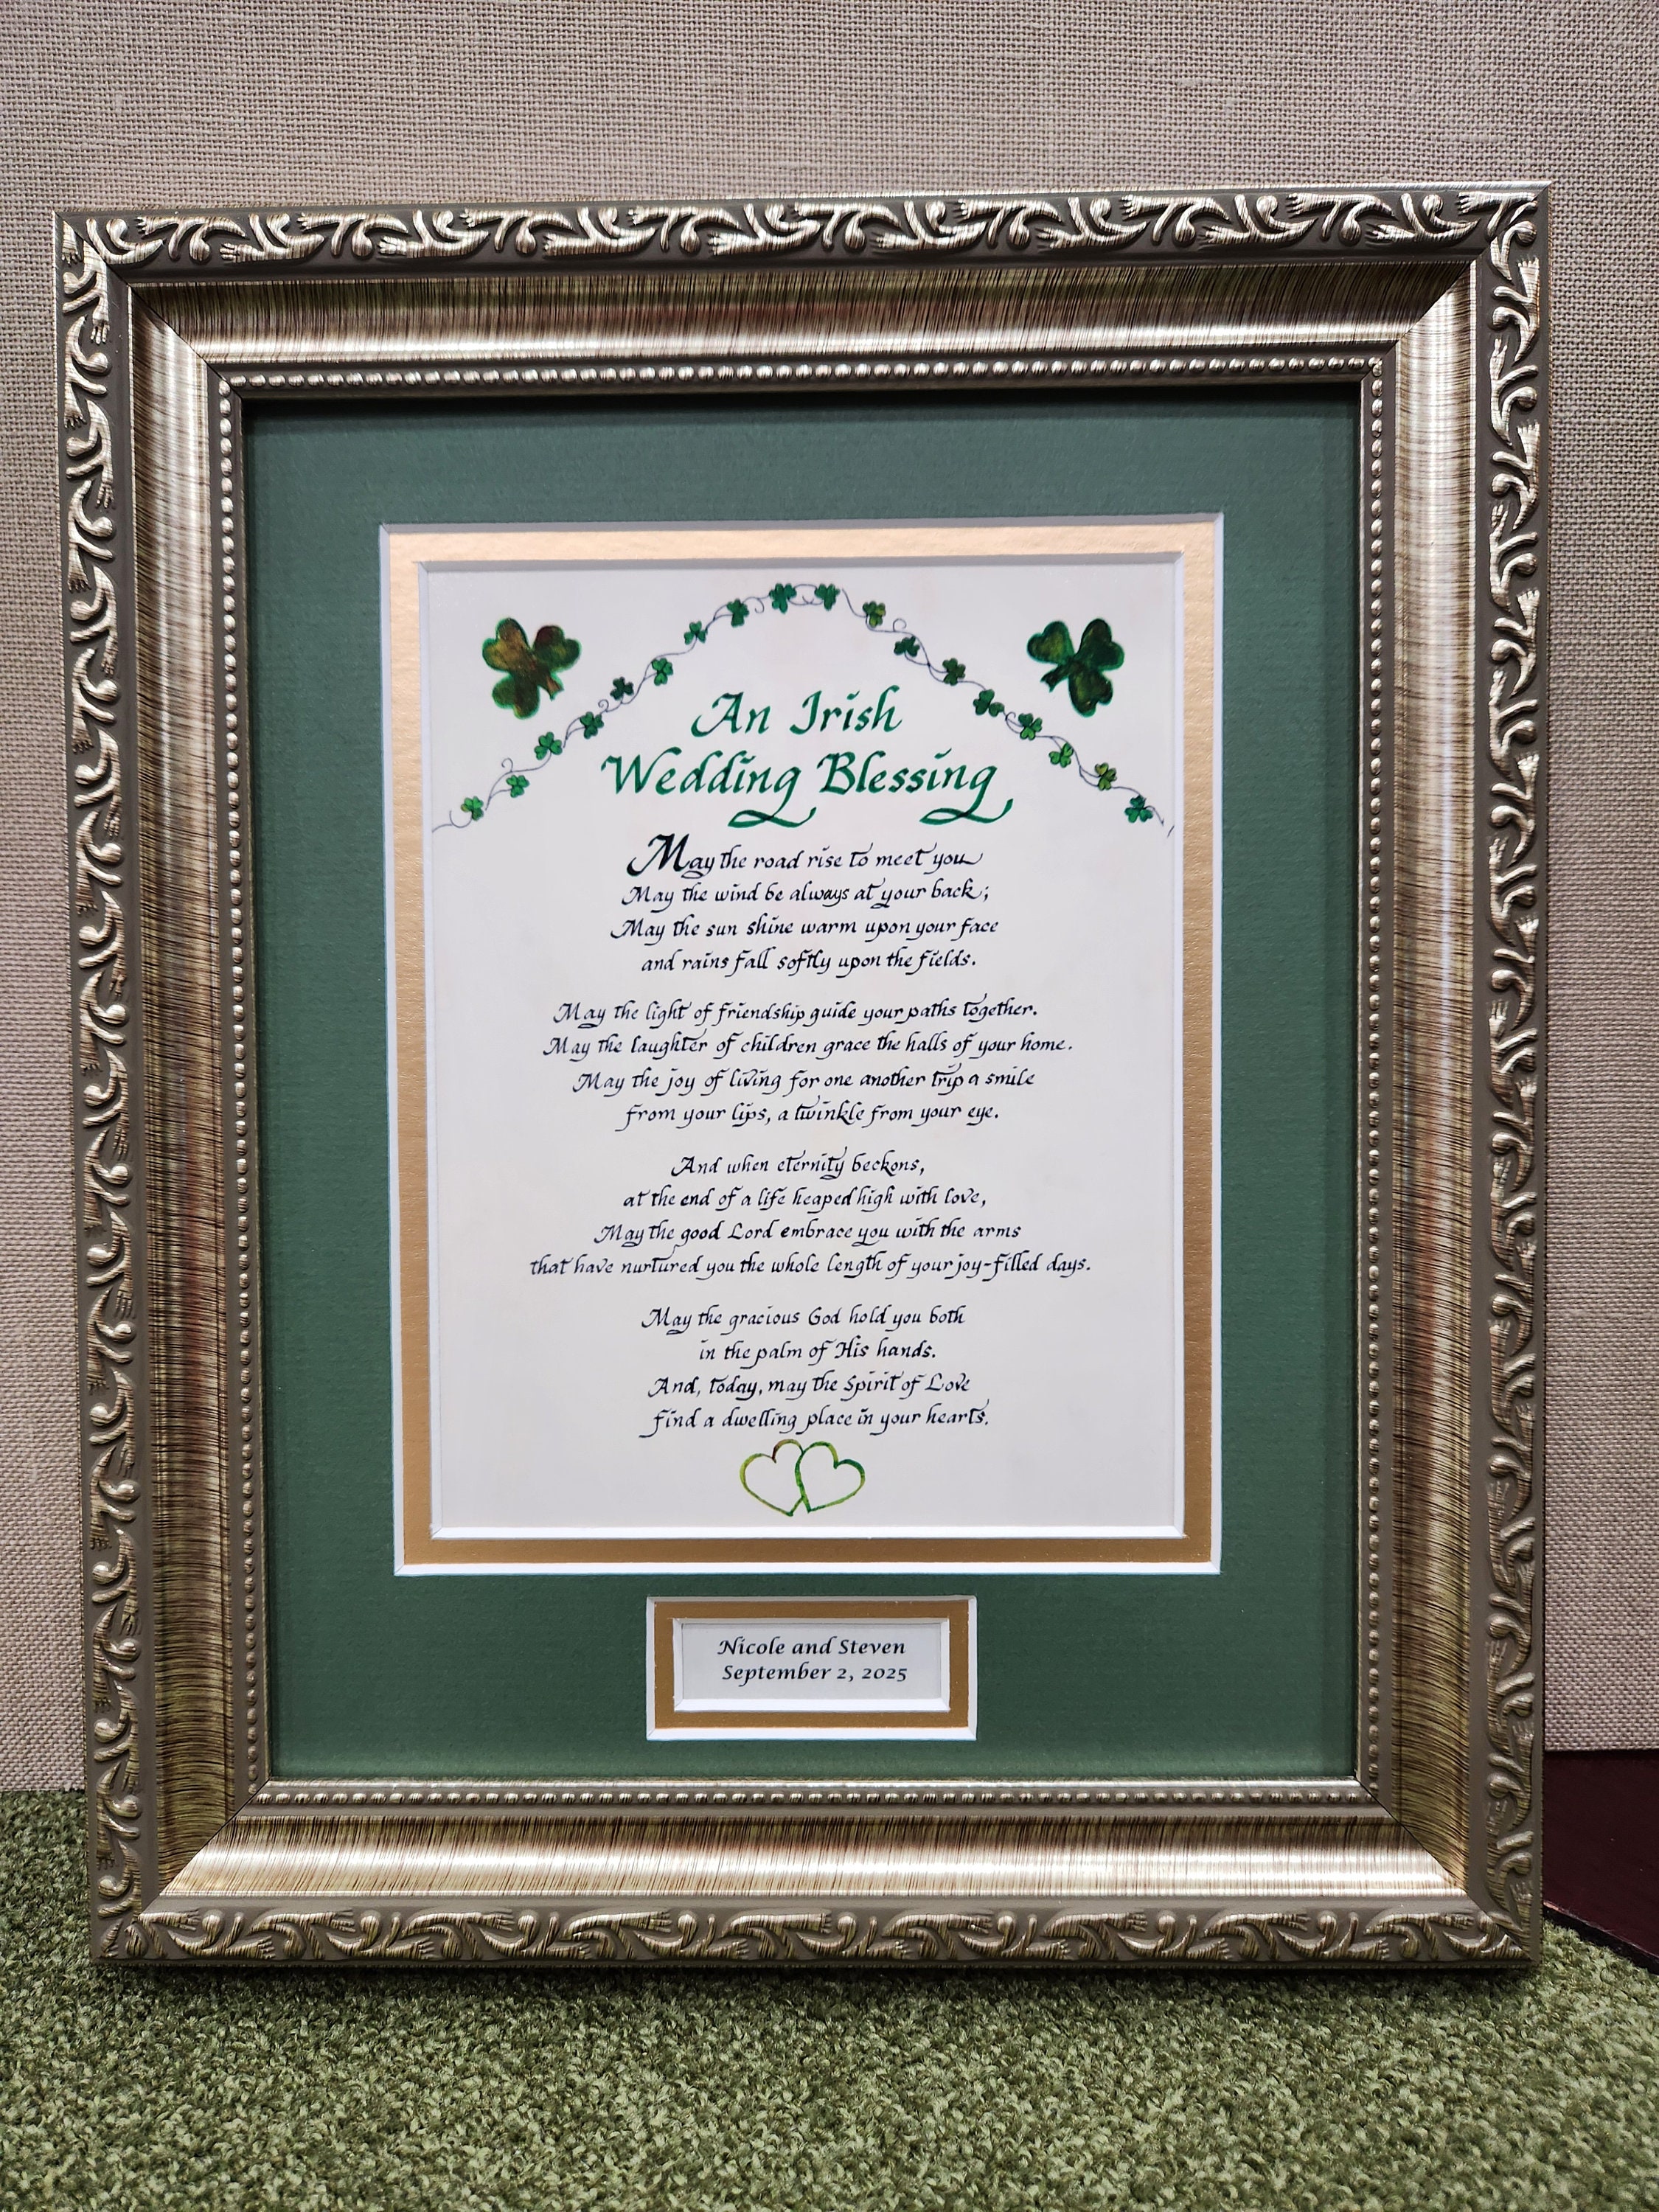 An Irish
Wedding Blessing
May the road rise to meet you
May the wind be always at your back;
May the sun shine warm upon your face
and rains fall softly upon the fields.
May the light of friendship guide your paths together.
May the laughter of children grace the halls of your home.
May the joy of living for one another trip a smile
from your lips, a twinkle from your eye.
And when eternity beckons,
at the end of a life heaped high with love,
May the good Lord embrace you with the arms
that have nurtured you the whole length of your joy-filled days.
May the gracious God hold you both
in the palm of His hands.
And, today, may the Spirit of Love
find a dwelling place in your hearts.
Nicole and Steven
September 2, 2025